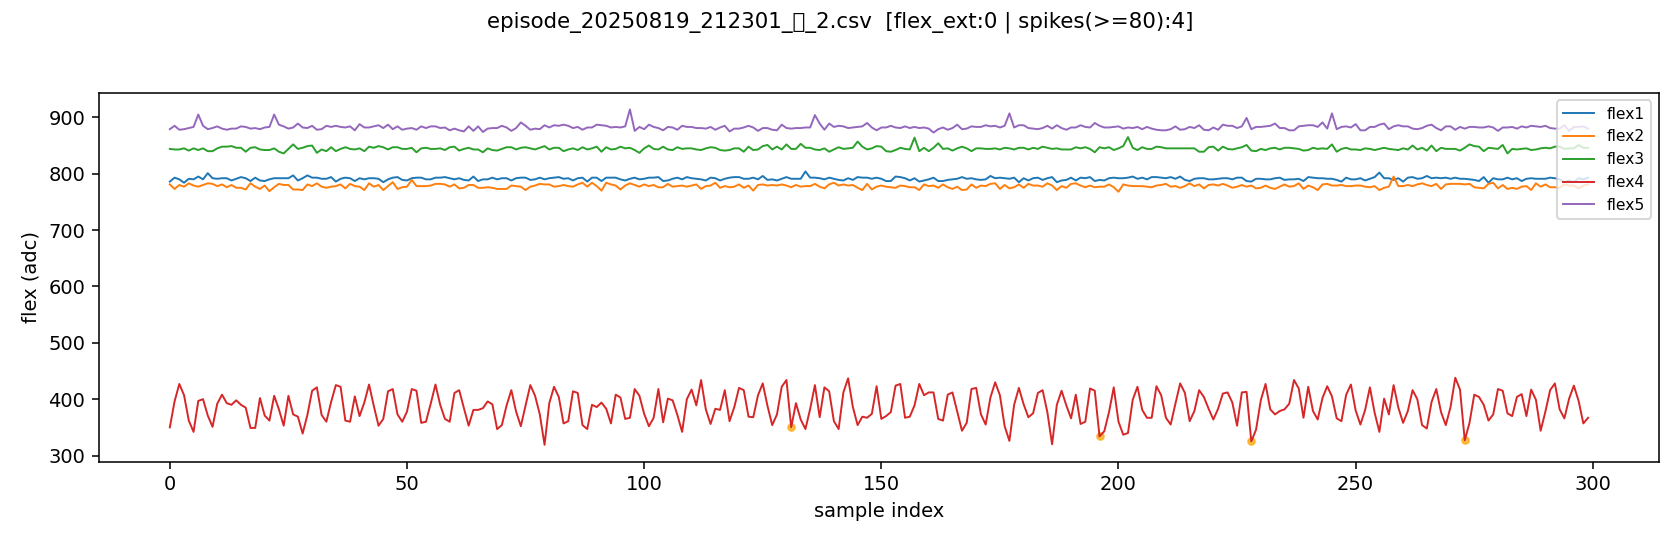 episode_20250819_212301_▯_2.csv  [flex_ext:0 | spikes(>=80):4]
900
800
700
600
500
400
300
flex (adc)
flex1
flex2
flex3
flex4
flex5
0
50
100
150
200
250
300
sample index